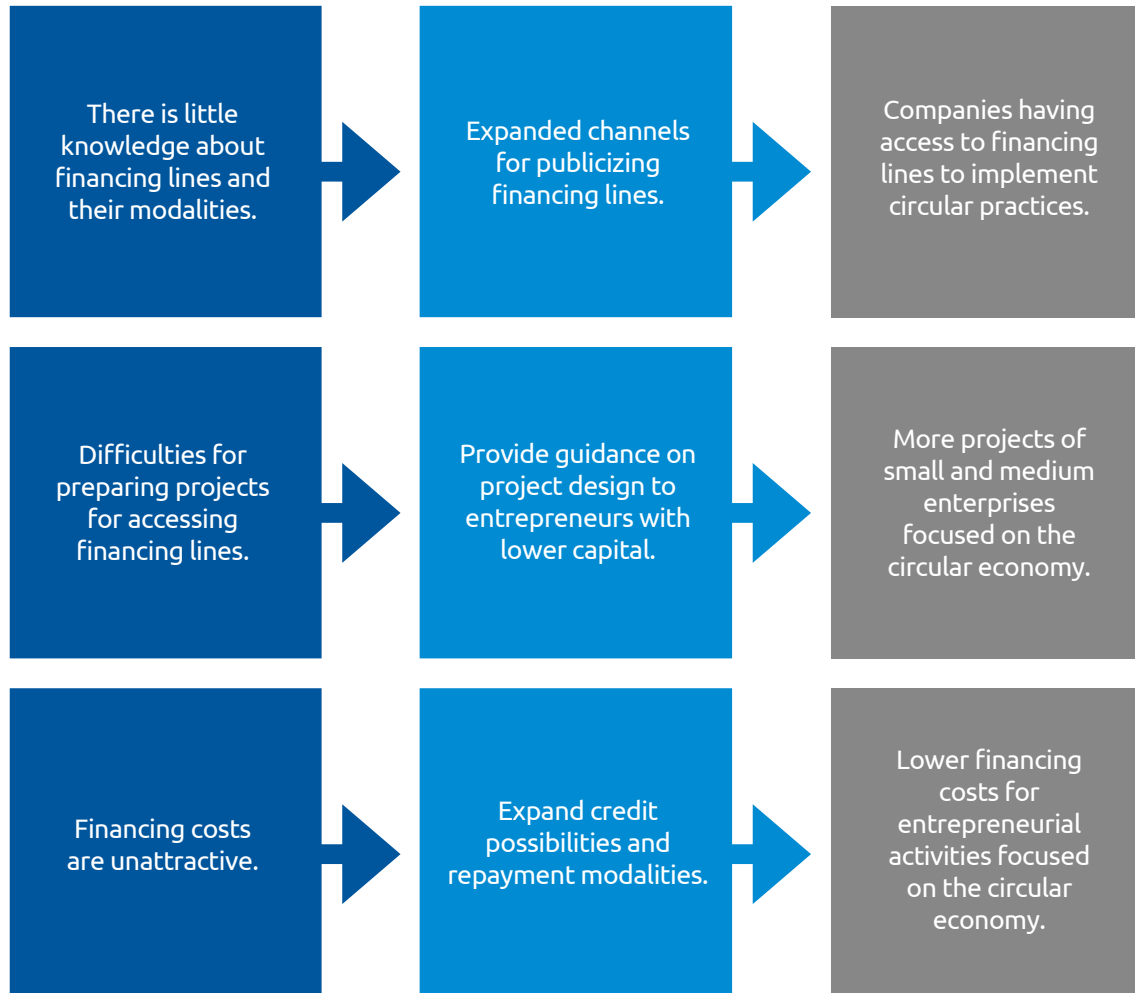 There is little
knowledge about
financing lines and
their modalities.
Expanded channels
for publicizing
financing lines.
Companies having
access to financing
lines to implement
circular practices.
Difficulties for
preparing projects
for accessing
financing lines.
Provide guidance on
project design to
entrepreneurs with
lower capital.
More projects of
small and medium
enterprises
focused on the
circular economy.
Financing costs
are unattractive.
Expand credit
possibilities and
repayment modalities.
Lower financing
costs for
entrepreneurial
activities focused
on the circular
economy.